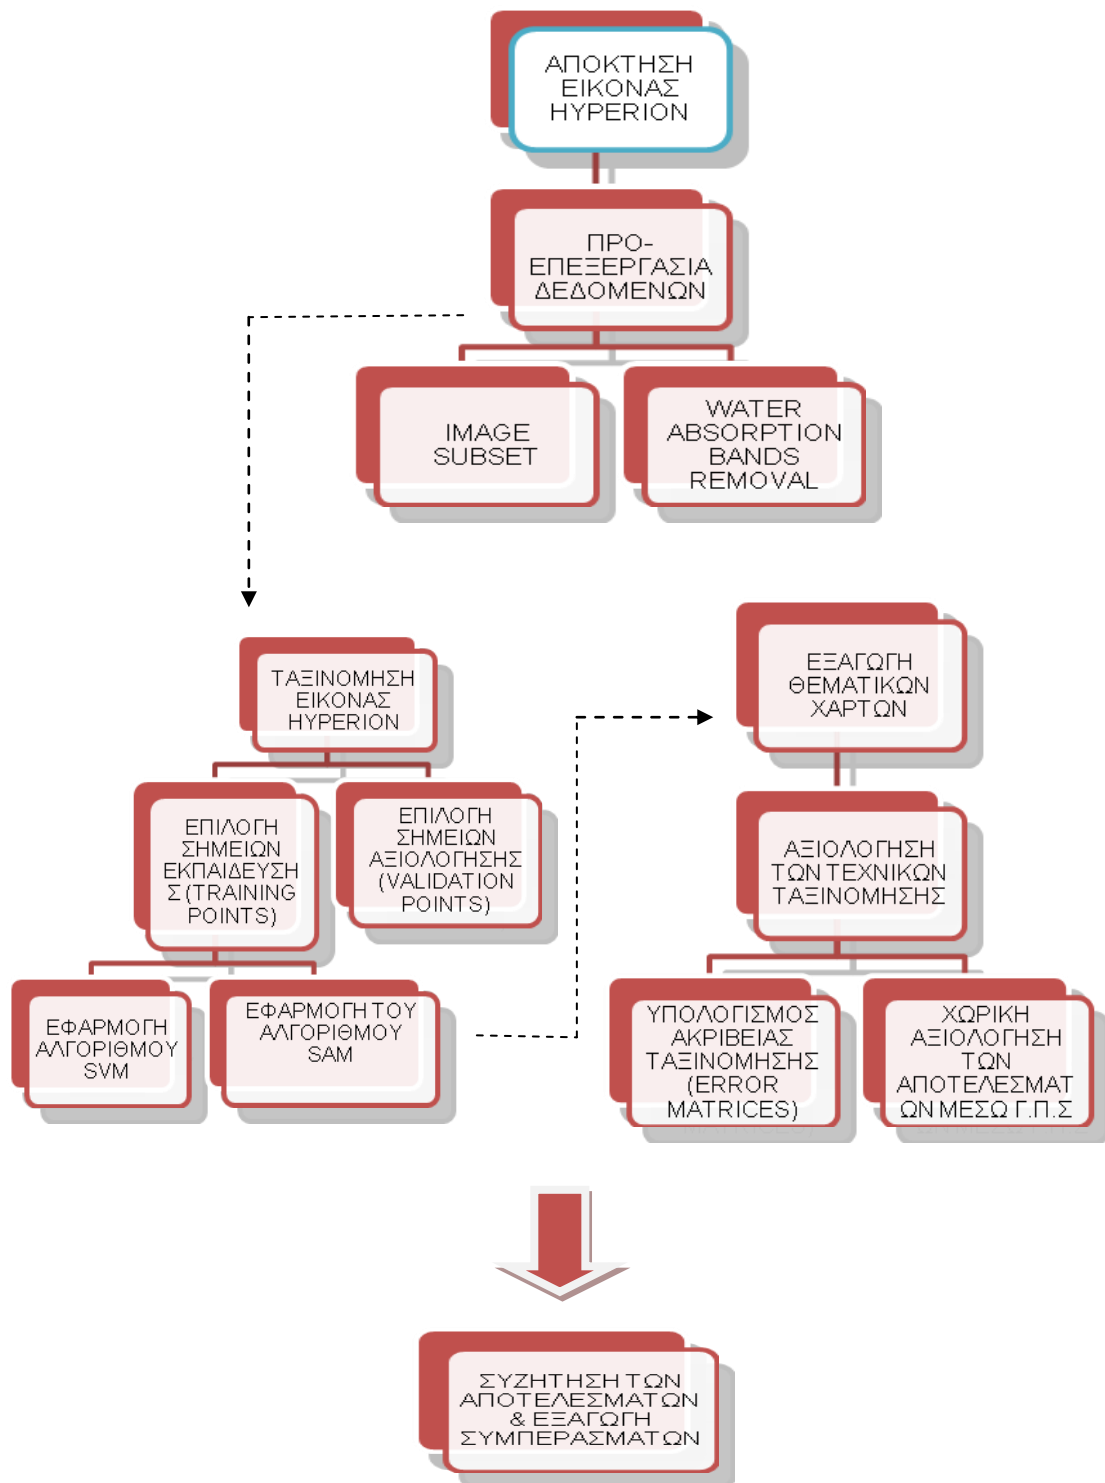 ΑΠΟΚΤΗΣΗ
ΕΙΚΟΝΑΣ
HYPERION
ΠΡΟ-
ΕΠΕΞΕΡΓΑΣΙΑ
ΔΕΔΟΜΕΝΩΝ
IMAGE
SUBSET
WATER
ABSORPTION
BANDS
REMOVAL
ΤΑΞΙΝΟΜΗΣΗ
ΕΙΚΟΝΑΣ
HYPERION
ΕΠΙΛΟΓΗ
ΣΗΜΕΙΩΝ
ΕΚΠΑΙΔΕΥΣΗ
Σ (TRAINING
POINTS)
ΕΠΙΛΟΓΗ
ΣΗΜΕΙΩΝ
ΑΞΙΟΛΟΓΗΣΗΣ
(VALIDATION
POINTS)
ΕΦΑΡΜΟΓΗ
ΑΛΓΟΡΙΘΜΟΥ
SVM
ΕΦΑΡΜΟΓΗ ΤΟΥ
ΑΛΓΟΡΙΘΜΟΥ
SAM
ΕΞΑΓΩΓΗ
ΘΕΜΑΤΙΚΩΝ
ΧΑΡΤΩΝ
ΑΞΙΟΛΟΓΗΣΗ
ΤΩΝ ΤΕΧΝΙΚΩΝ
ΤΑΞΙΝΟΜΗΣΗΣ
ΥΠΟΛΟΓΙΣΜΟΣ
ΑΚΡΙΒΕΙΑΣ
ΤΑΞΙΝΟΜΗΣΗΣ
(ERROR
MATRICES)
ΧΩΡΙΚΗ
ΑΞΙΟΛΟΓΗΣΗ
ΤΩΝ
ΑΠΟΤΕΛΕΣΜΑΤ
ΩΝ ΜΕΣΩ Γ.Π.Σ
ΣΥΖΗΤΗΣΗ ΤΩΝ
ΑΠΟΤΕΛΕΣΜΑΤΩΝ
& ΕΞΑΓΩΓΗ
ΣΥΜΠΕΡΑΣΜΑΤΩΝ